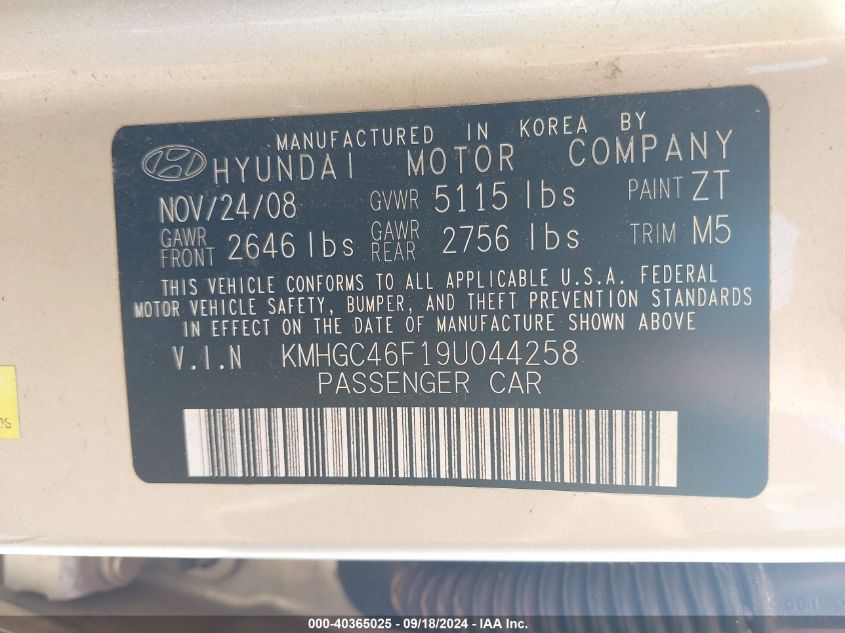 MANUFACTURED IN KOREA BY
HYUNDAI MOTOR COMPANY
NOV/24/08 GVWR 5115 lbs PAINT ZT
GAWR FRONT 2646 lbs GAWR REAR 2756 lbs TRIM M5
THIS VEHICLE CONFORMS TO ALL APPLICABLE U.S.A. FEDERAL
MOTOR VEHICLE SAFETY, BUMPER, AND THEFT PREVENTION STANDARDS
IN EFFECT ON THE DATE OF MANUFACTURE SHOWN ABOVE
V.I.N KMHGC46F19U044258
PASSENGER CAR
000-40365025 - 09/18/2024 - IAA Inc.